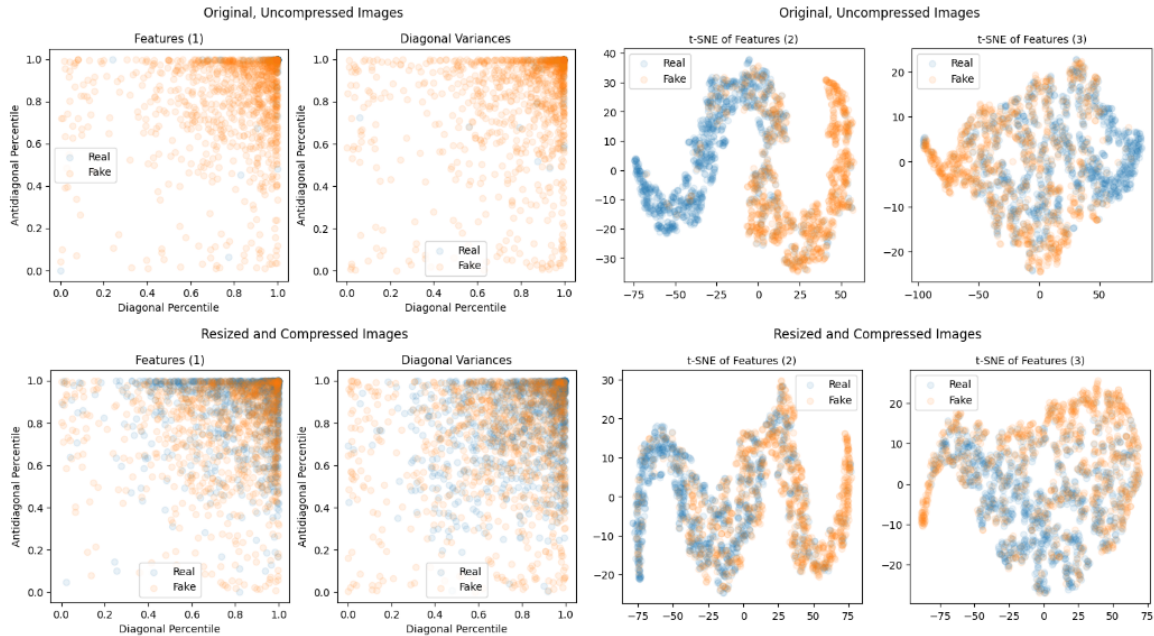 Original, Uncompressed Images
Original, Uncompressed Images
Features (1)
Diagonal Variances
t-SNE of Features (2)
t-SNE of Features (3)
Antidiagonal Percentile
1.0
0.8
0.6
0.4
0.2
0.0
Real
Fake
0.0 0.2 0.4 0.6 0.8 1.0
Diagonal Percentile
Antidiagonal Percentile
1.0
0.8
0.6
0.4
0.2
0.0
Real
Fake
0.0 0.2 0.4 0.6 0.8 1.0
Diagonal Percentile
40
30
20
10
0
−10
−20
−30
Real
Fake
−75 −50 −25 0 25 50
20
10
0
−10
−20
Real
Fake
−100 −50 0 50
Resized and Compressed Images
Resized and Compressed Images
Features (1)
Diagonal Variances
t-SNE of Features (2)
t-SNE of Features (3)
Antidiagonal Percentile
1.0
0.8
0.6
0.4
0.2
0.0
Real
Fake
0.0 0.2 0.4 0.6 0.8 1.0
Diagonal Percentile
Antidiagonal Percentile
1.0
0.8
0.6
0.4
0.2
0.0
Real
Fake
0.0 0.2 0.4 0.6 0.8 1.0
Diagonal Percentile
30
20
10
0
−10
−20
Real
Fake
−75 −50 −25 0 25 50 75
20
10
0
−10
−20
Real
Fake
−75 −50 −25 0 25 50 75